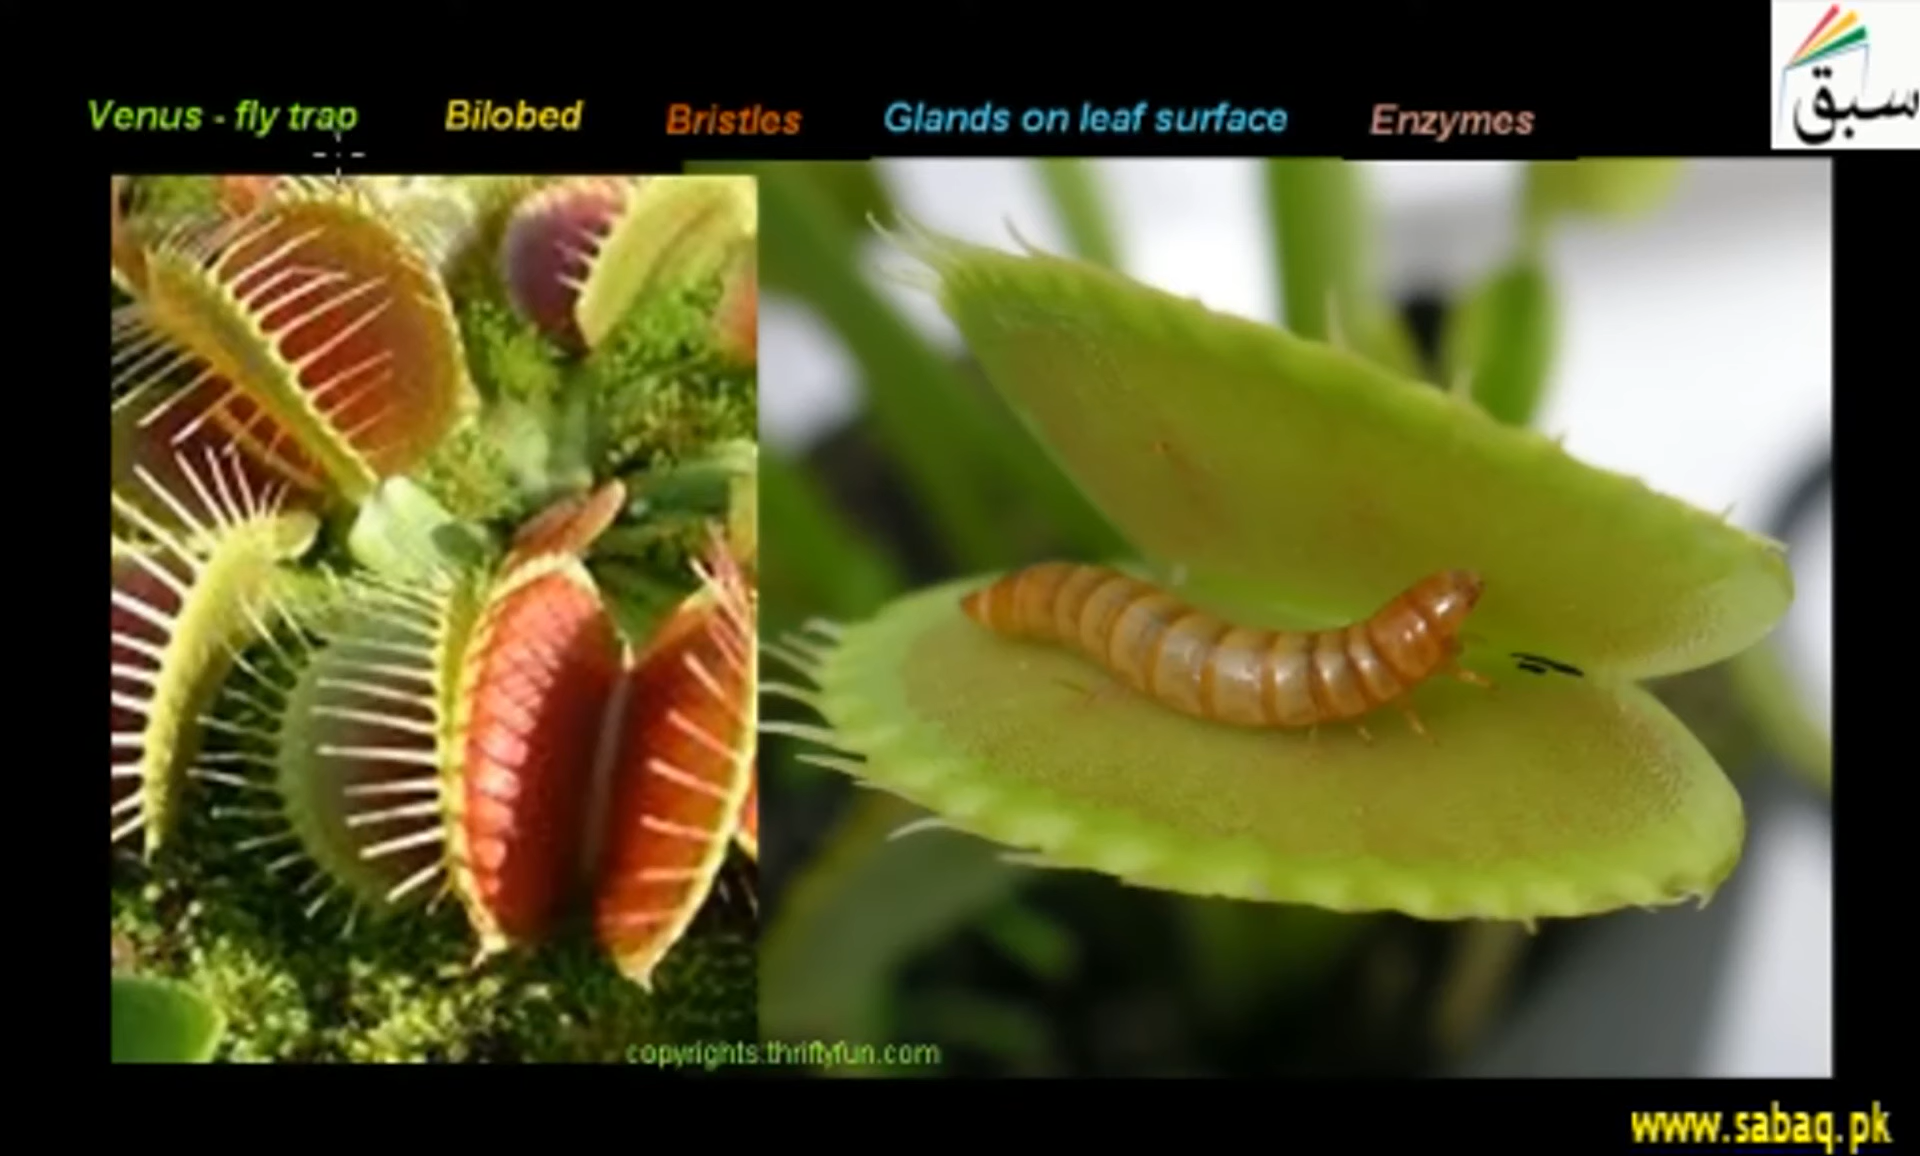 سبق
Venus - fly trap Bilobed Bristles Glands on leaf surface Enzymes
copyrights.thriftyfun.com
www.sabaq.pk